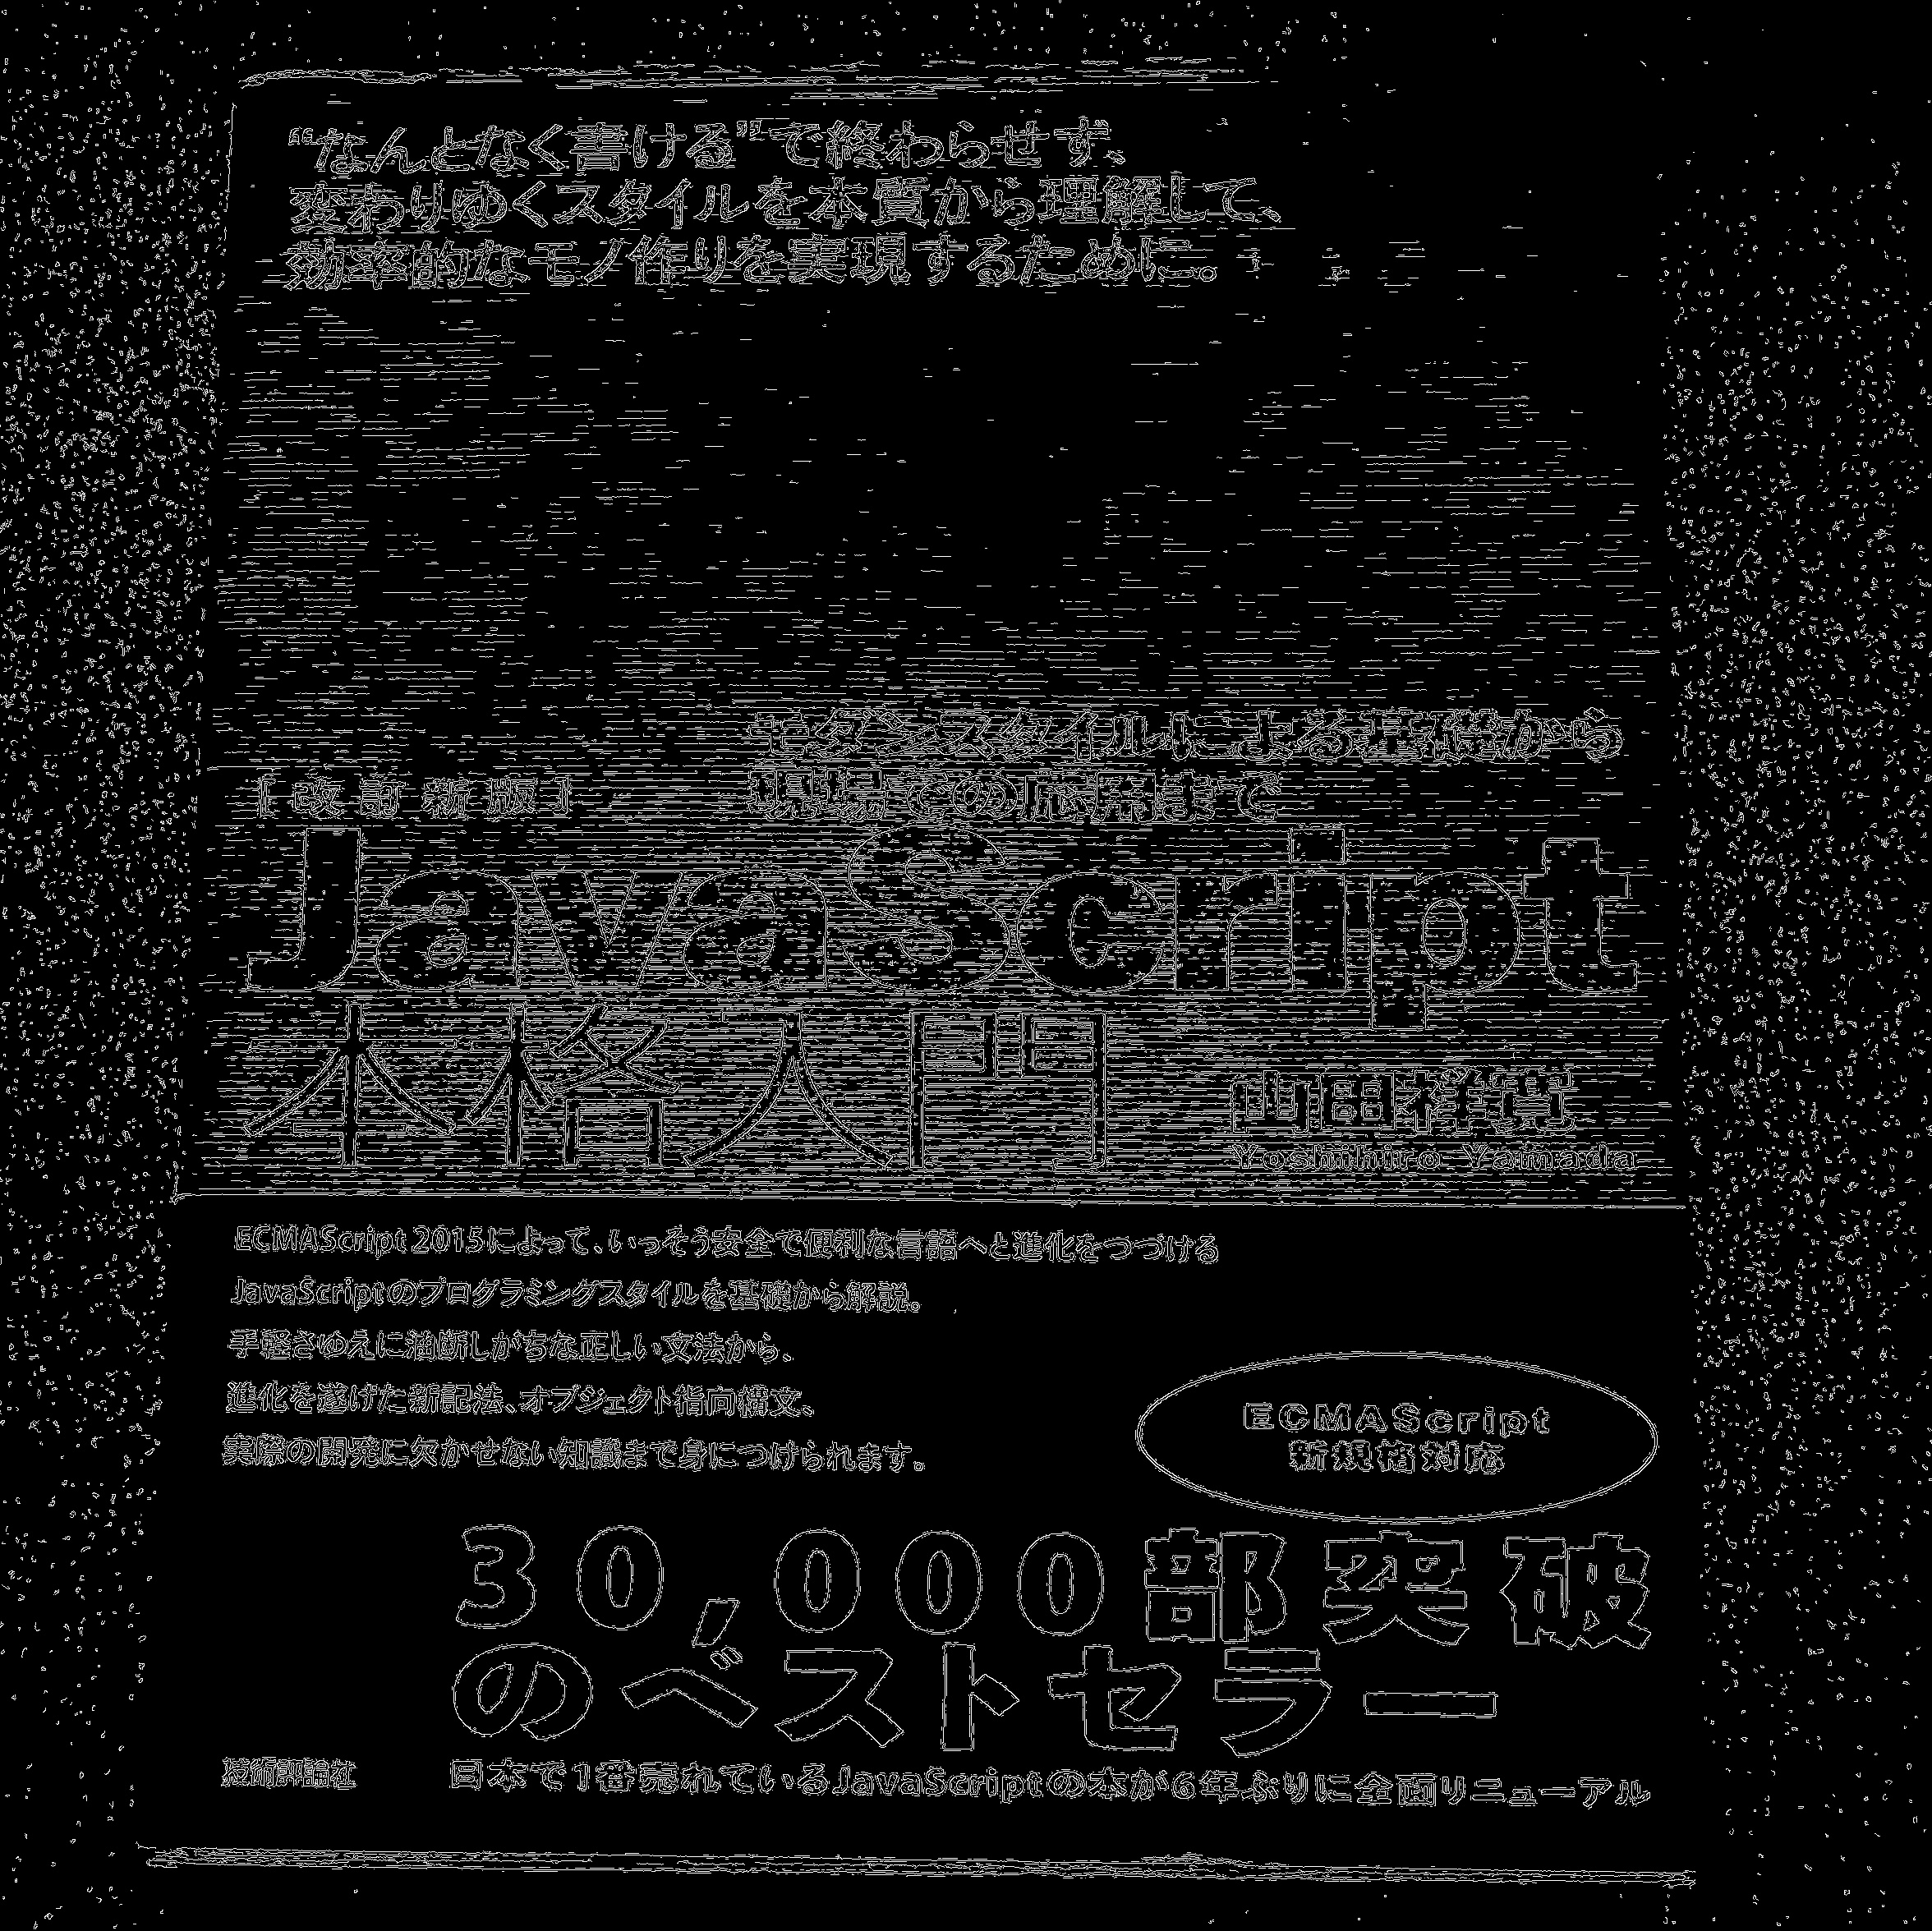 “なんとなく書ける”で終わらせず、
変わりゆくスタイルを本質から理解して、
効率的なモノ作りを実現するために。
モダンスタイルによる基礎から
現場での応用まで
[改訂新版]
JavaScript
本格入門
山田祥寛
Yoshihiro Yamada
ECMAScript 2015によって、いっそう安全で便利な言語へと進化をつづける
JavaScriptのプログラミングスタイルを基礎から解説。
手軽さゆえに油断しがちな正しい文法から、
進化を遂げた新記法、オブジェクト指向構文、
実際の開発に欠かせない知識まで身につけられます。
ECMAScript
新規格対応
30,000部突破
のベストセラー
技術評論社
日本で1番売れているJavaScriptの本が6年ぶりに全面リニューアル